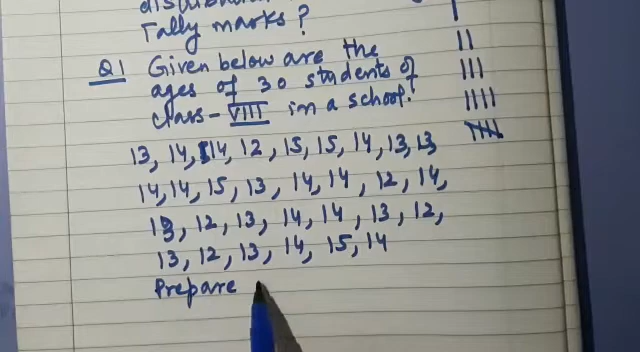 Tally marks?
Q1 Given below are the
ages of 30 students of
class-VIII in a school.
13, 14, 14, 12, 15, 15, 14, 13, 13
14, 14, 15, 13, 14, 14, 12, 14,
13, 12, 13, 14, 14, 13, 12,
13, 12, 13, 14, 15, 14
Prepare